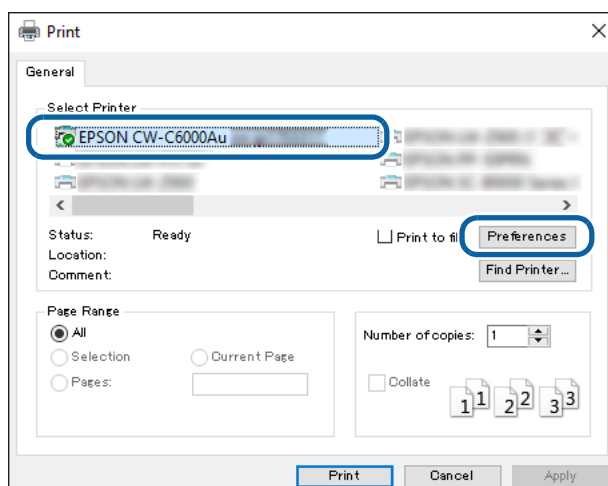 Print
General
Select Printer
EPSON CW-C6000Au
Status: Ready
Print to fil
Preferences
Location:
Comment:
Find Printer...
Page Range
All
Selection
Current Page
Pages:
Number of copies: 1
Collate
1 1 2 2 3 3
Print
Cancel
Apply